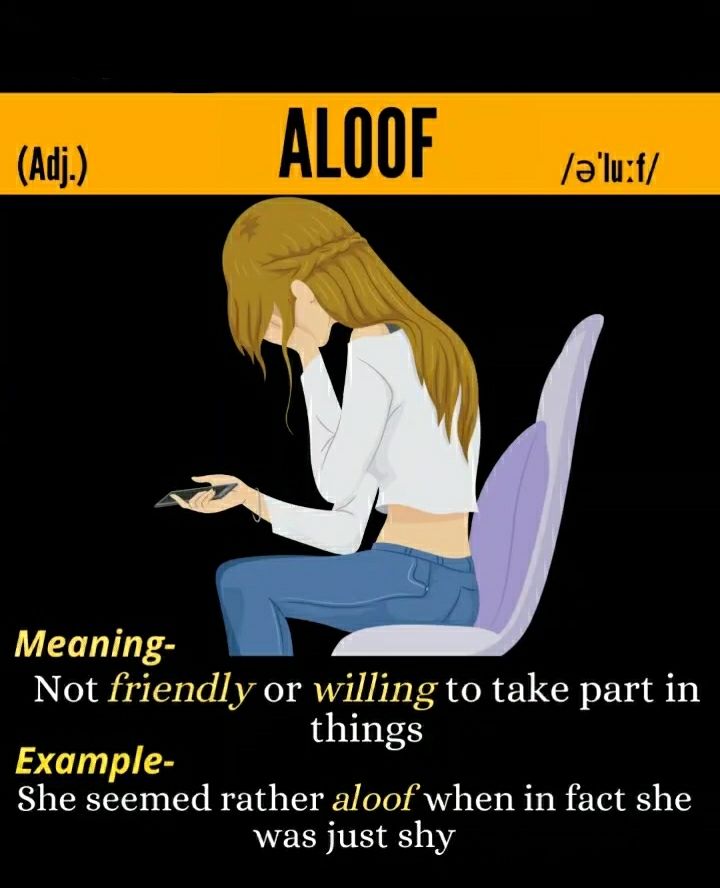 (Adj.) ALOOF /ə'lu:f/
Meaning-
Not friendly or willing to take part in
things
Example-
She seemed rather aloof when in fact she
was just shy